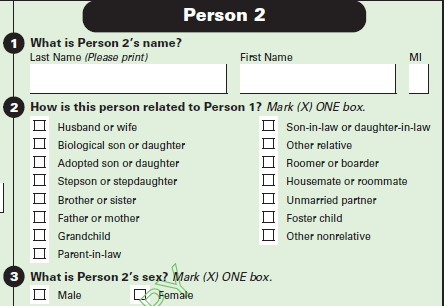 Person 2
1 What is Person 2's name?
Last Name (Please print) First Name MI
2 How is this person related to Person 1? Mark (X) ONE box.
Husband or wife
Biological son or daughter
Adopted son or daughter
Stepson or stepdaughter
Brother or sister
Father or mother
Grandchild
Parent-in-law
Son-in-law or daughter-in-law
Other relative
Roomer or boarder
Housemate or roommate
Unmarried partner
Foster child
Other nonrelative
3 What is Person 2's sex? Mark (X) ONE box.
Male Female